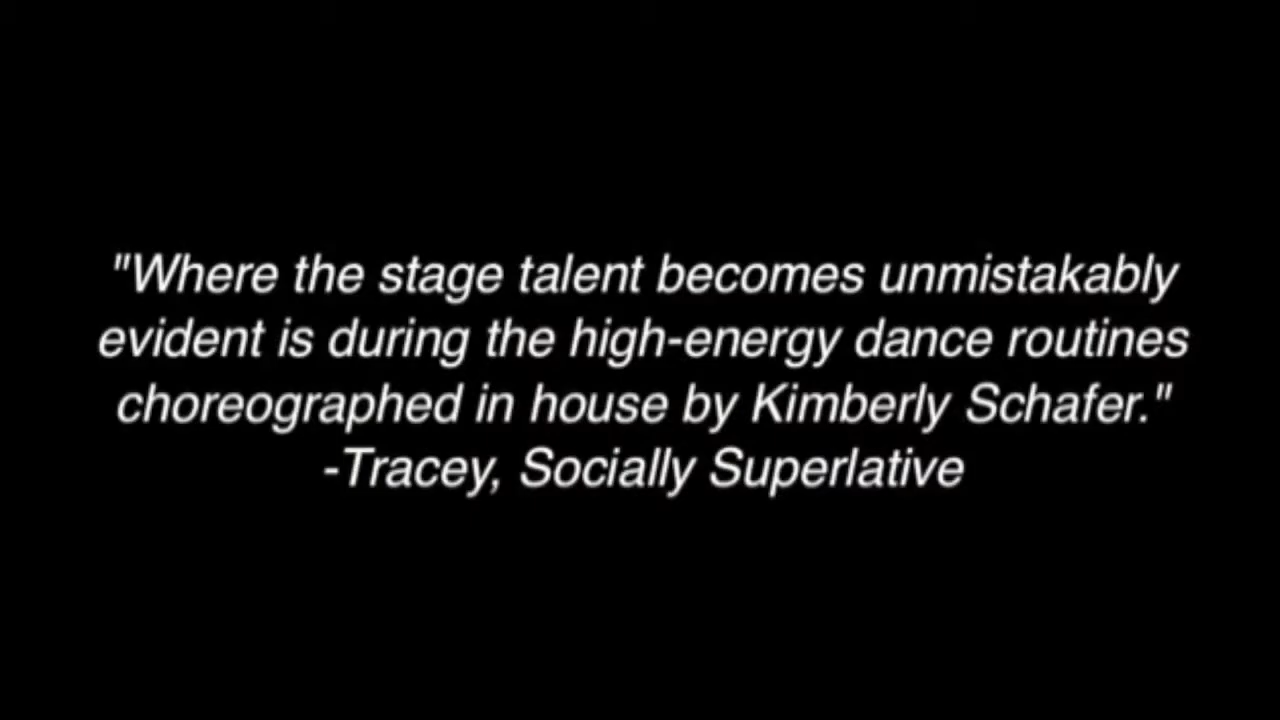 "Where the stage talent becomes unmistakably
evident is during the high-energy dance routines
choreographed in house by Kimberly Schafer."
-Tracey, Socially Superlative